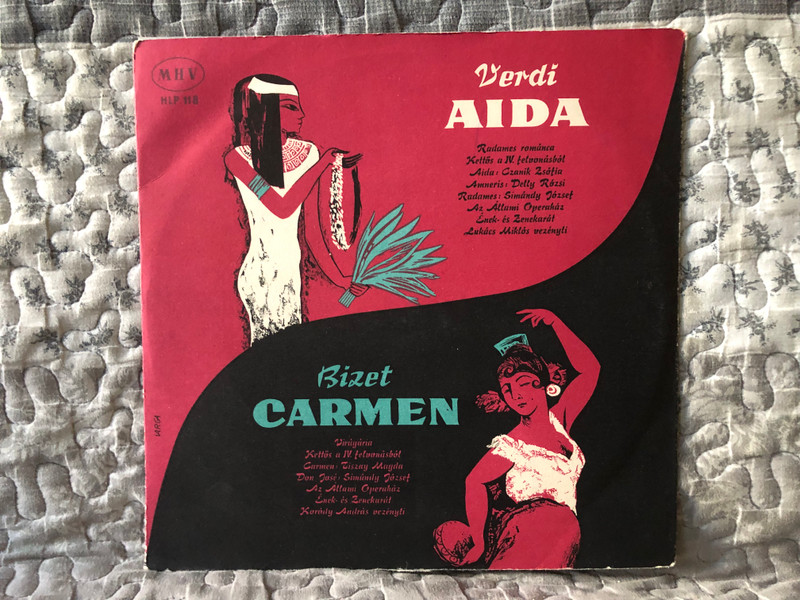 MHV
HLP 118
Verdi
AIDA
Radames románca
Kettős a IV. felvonásból
Aida: Czanik Zsófia
Amneris: Delly Rózsi
Radames: Simándy József
Az Állami Operaház
Ének- és Zenekarát
Lukács Miklós vezényli
Bizet
CARMEN
Virágária
Kettős a IV. felvonásból
Carmen: Tiszay Magda
Don José: Simándy József
Az Állami Operaház
Ének- és Zenekarát
Koródy András vezényli
VARGA